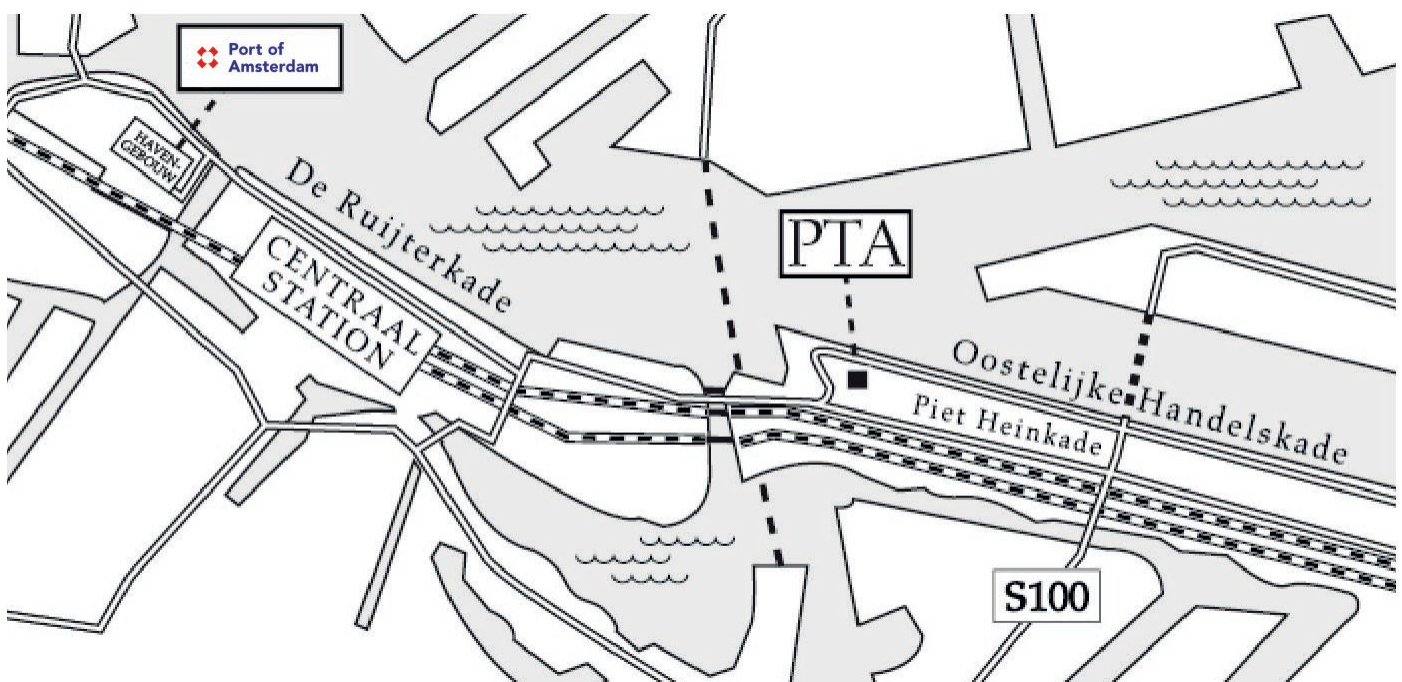 Port of
Amsterdam
HAVEN-
GEBOUW
De Ruijterkade
CENTRAAL
STATION
PTA
Oostelijke Handelskade
Piet Heinkade
S100